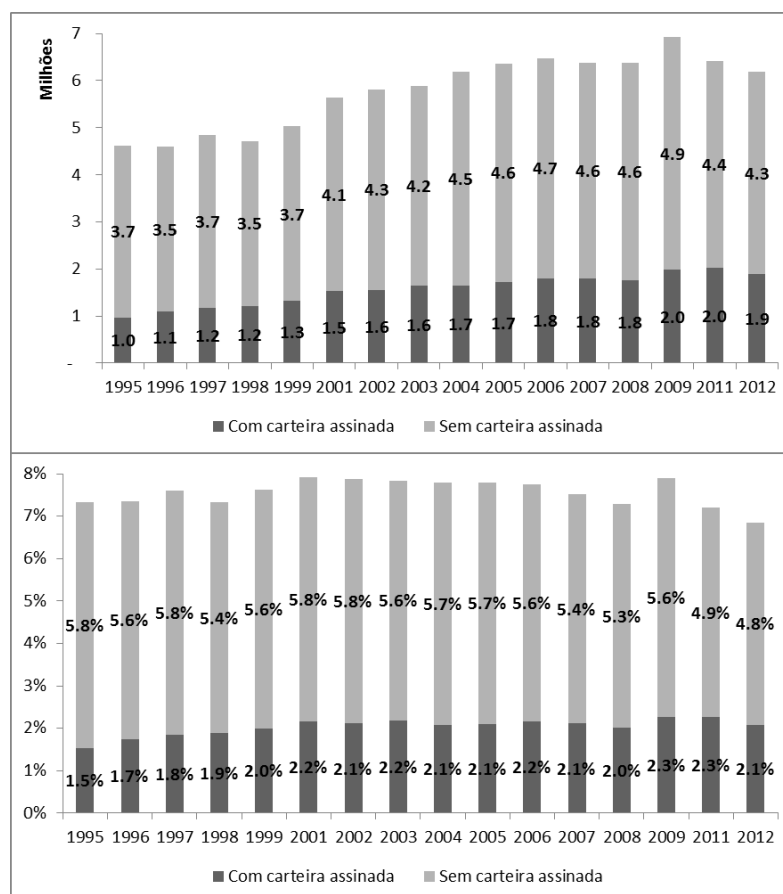 Milhões
7
6
5
4
3
2
1
-
3.7 3.5 3.7 3.5 3.7 4.1 4.3 4.2 4.5 4.6 4.7 4.6 4.6 4.9 4.4 4.3
1.0 1.1 1.2 1.2 1.3 1.5 1.6 1.6 1.7 1.7 1.8 1.8 1.8 2.0 2.0 1.9
1995 1996 1997 1998 1999 2001 2002 2003 2004 2005 2006 2007 2008 2009 2011 2012
Com carteira assinada Sem carteira assinada
8%
7%
6%
5%
4%
3%
2%
1%
0%
5.8% 5.6% 5.8% 5.4% 5.6% 5.8% 5.8% 5.6% 5.7% 5.7% 5.6% 5.4% 5.3% 5.6% 4.9% 4.8%
1.5% 1.7% 1.8% 1.9% 2.0% 2.2% 2.1% 2.2% 2.1% 2.1% 2.2% 2.1% 2.0% 2.3% 2.3% 2.1%
1995 1996 1997 1998 1999 2001 2002 2003 2004 2005 2006 2007 2008 2009 2011 2012
Com carteira assinada Sem carteira assinada